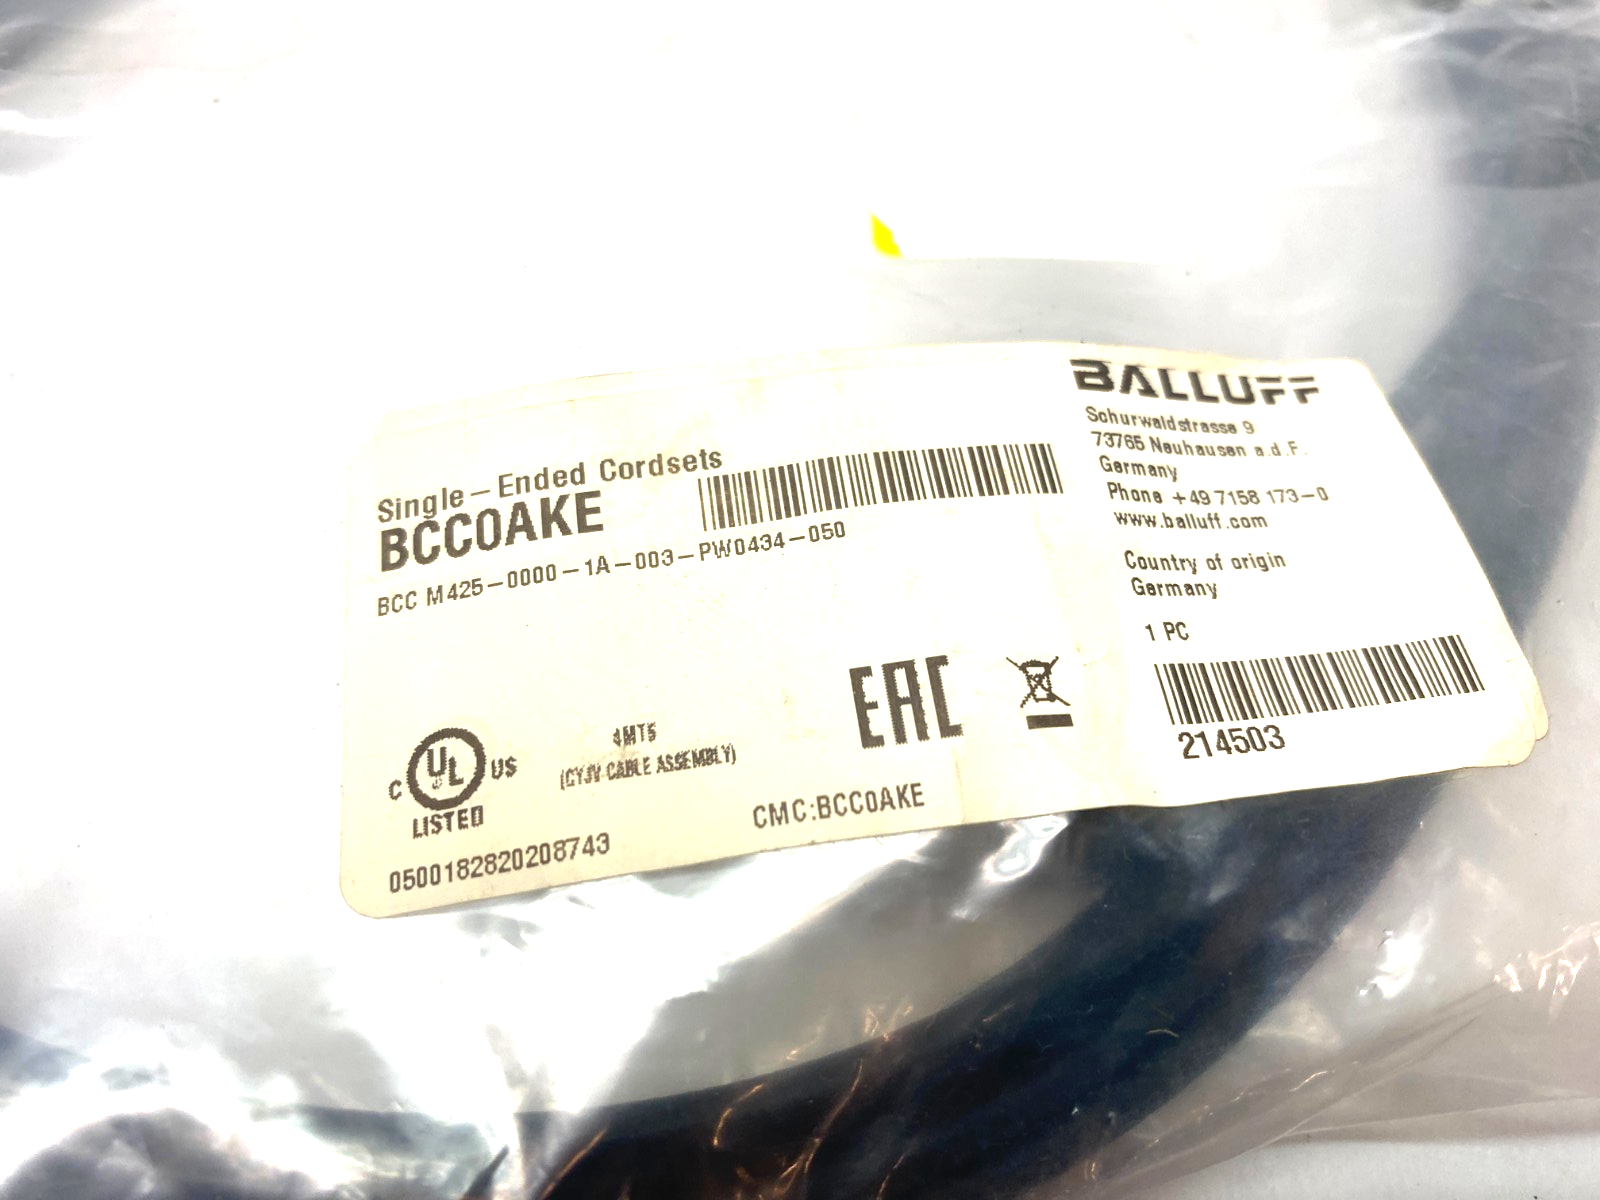 Single-Ended Cordsets
BCC0AKE
BCC M425-0000-1A-003-PW0434-050
BALLUFF
Schurwaldstrasse 9
73765 Neuhausen a.d.F.
Germany
Phone +49 7158 173-0
www.balluff.com
Country of origin
Germany
1 PC
214503
EAC
C UL US
LISTED
4MT5
(CYJV CABLE ASSEMBLY)
CMC:BCC0AKE
0500182820208743